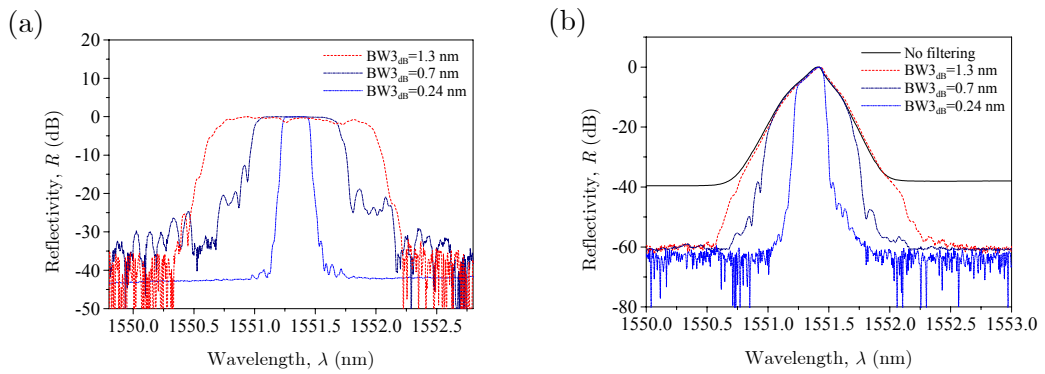 (a)
20
10
0
-10
-20
-30
-40
-50
Reflectivity, R (dB)
BW3dB=1.3 nm
BW3dB=0.7 nm
BW3dB=0.24 nm
1550.0 1550.5 1551.0 1551.5 1552.0 1552.5
Wavelength, λ (nm)
(b)
0
-20
-40
-60
-80
Reflectivity, R (dB)
No filtering
BW3dB=1.3 nm
BW3dB=0.7 nm
BW3dB=0.24 nm
1550.0 1550.5 1551.0 1551.5 1552.0 1552.5 1553.0
Wavelength, λ (nm)